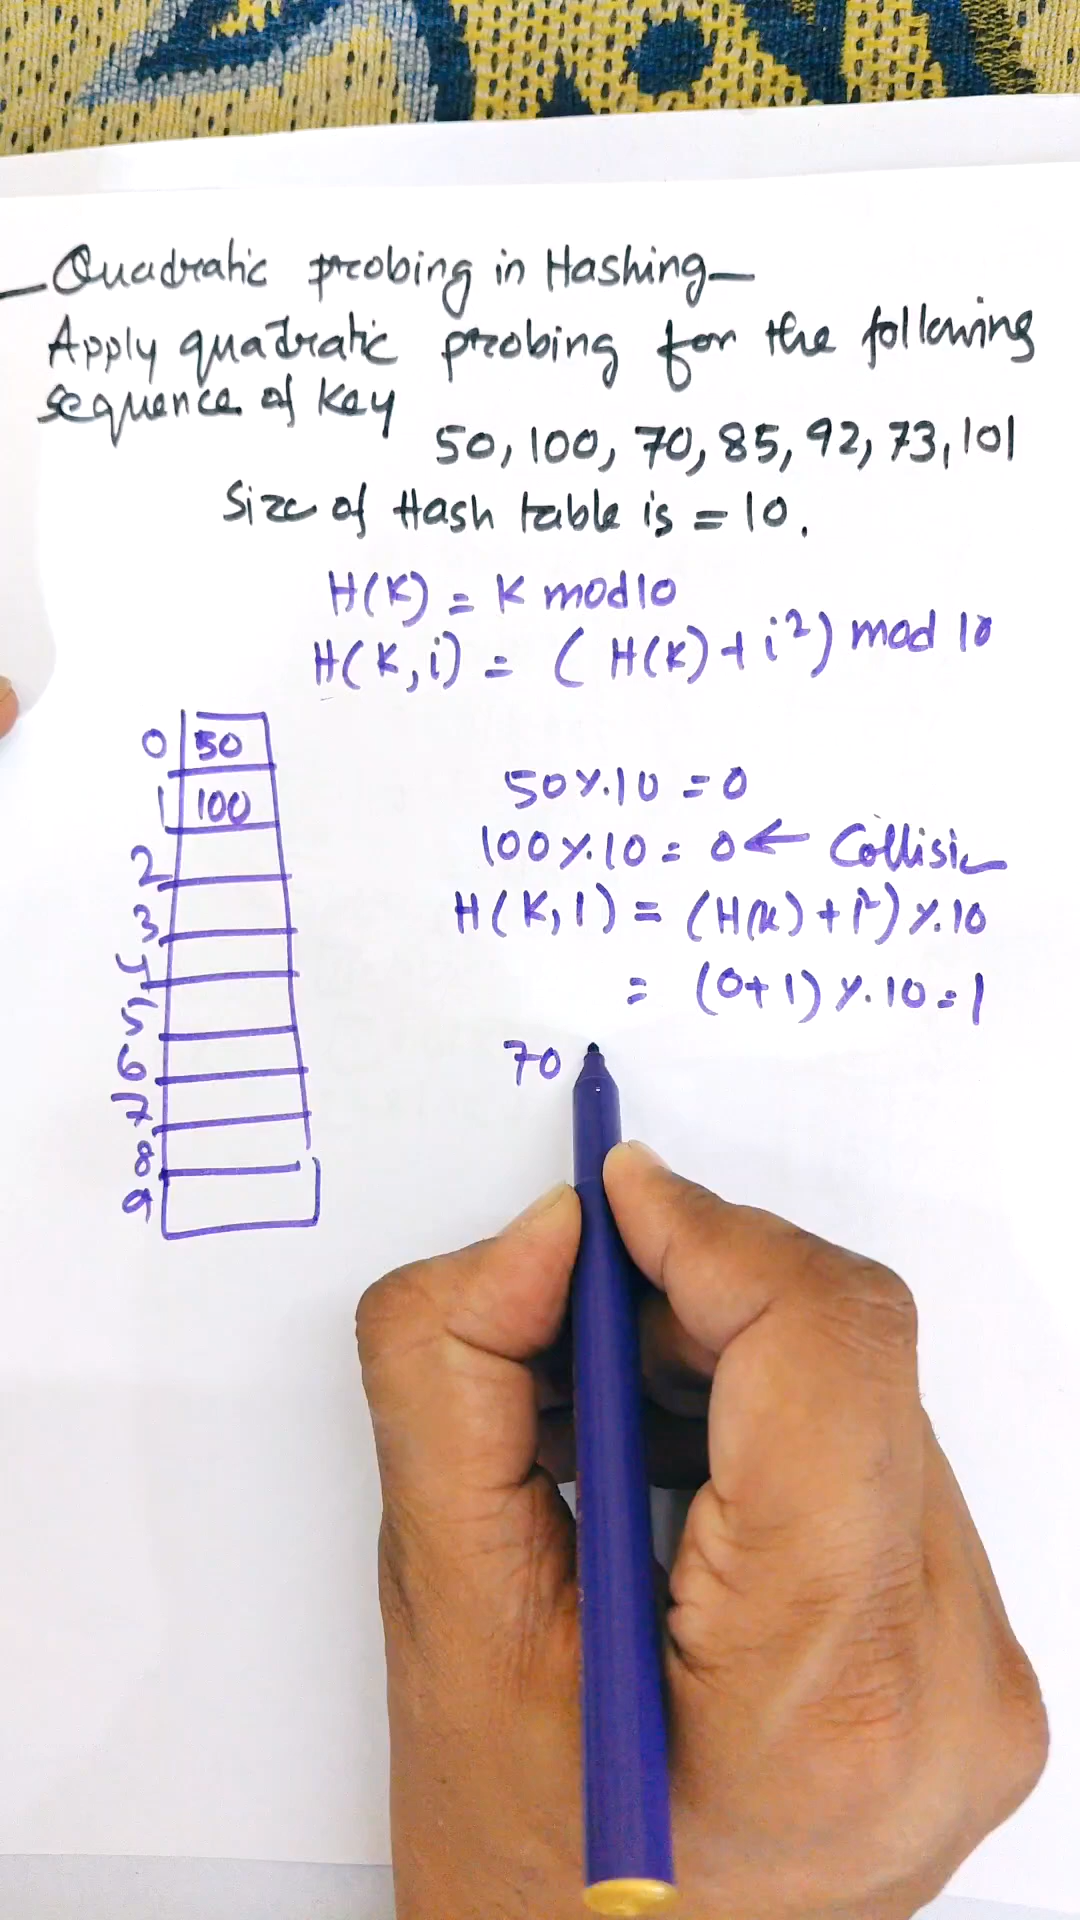 Quadratic probing in Hashing
Apply quadratic probing for the following
sequence of Key
50, 100, 70, 85, 92, 73, 101
Size of Hash table is = 10.
H(K) = K mod 10
H(K, i) = ( H(K) + i²) mod 10
0 50
1 100
2
3
4
5
6
7
8
9
50 %. 10 = 0
100 %. 10 = 0 ← Collision
H(K, 1) = (H(k) + i²) %. 10
= (0 + 1) %. 10 = 1
70